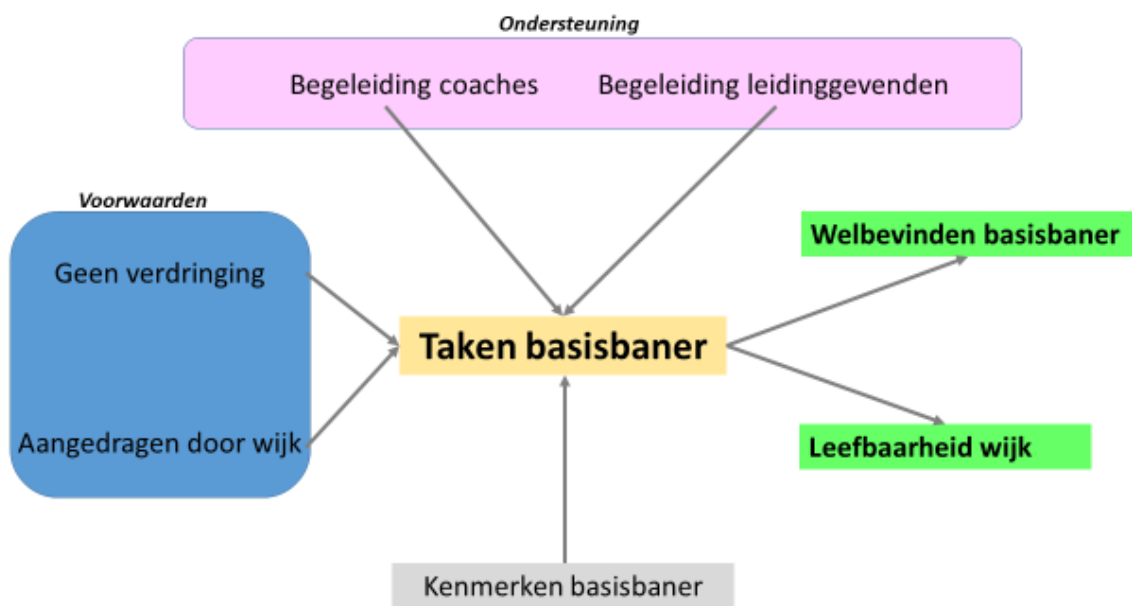 Ondersteuning
Begeleiding coaches
Begeleiding leidinggevenden
Voorwaarden
Geen verdringing
Aangedragen door wijk
Taken basisbaner
Welbevinden basisbaner
Leefbaarheid wijk
Kenmerken basisbaner